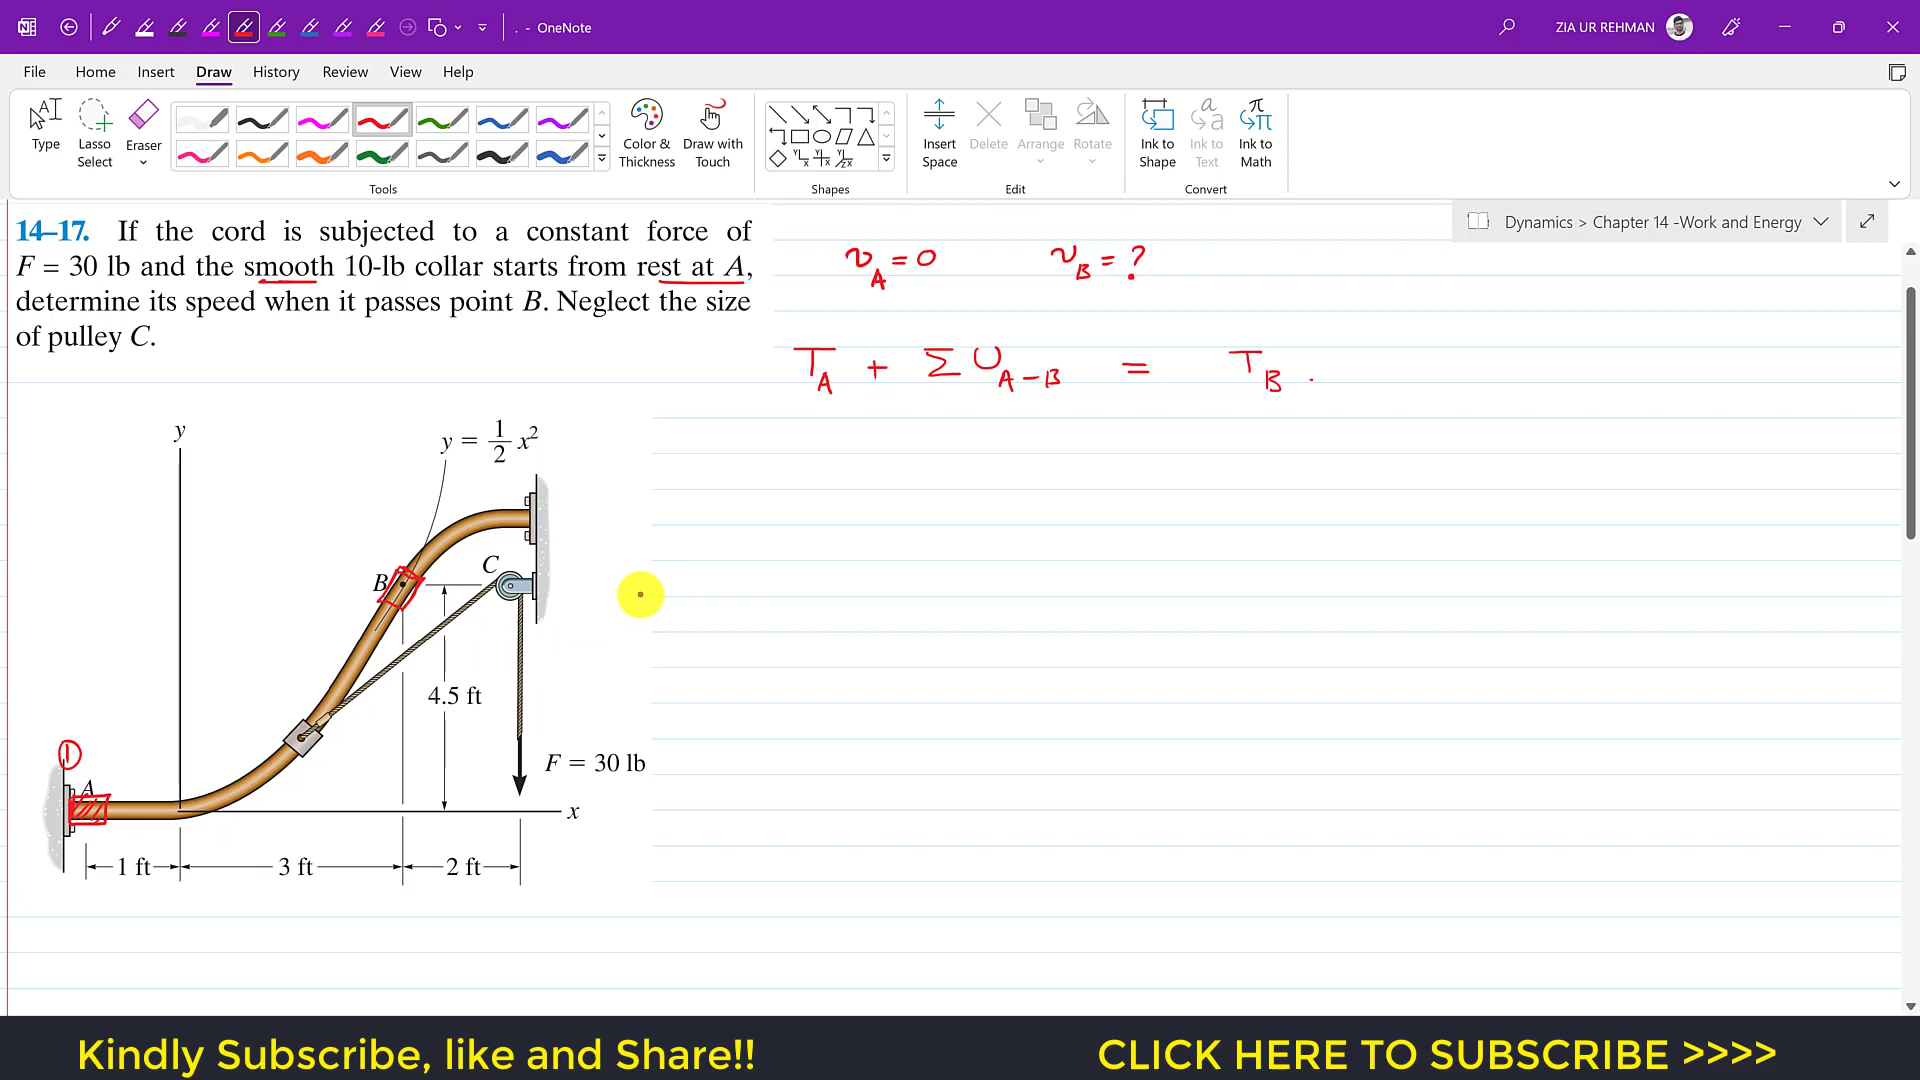 . - OneNote
ZIA UR REHMAN
File Home Insert Draw History Review View Help
Type
Lasso Select
Eraser
Color & Thickness
Draw with Touch
Insert Space
Delete
Arrange
Rotate
Ink to Shape
Ink to Text
Ink to Math
Tools
Shapes
Edit
Convert
Dynamics > Chapter 14 -Work and Energy
14–17. If the cord is subjected to a constant force of
F = 30 lb and the smooth 10-lb collar starts from rest at A,
determine its speed when it passes point B. Neglect the size
of pulley C.
v_A = 0 v_B = ?
T_A + Σ U_A-B = T_B .
y
y = 1/2 x²
B
C
4.5 ft
F = 30 lb
①
A
x
1 ft
3 ft
2 ft
Kindly Subscribe, like and Share!!
CLICK HERE TO SUBSCRIBE >>>>